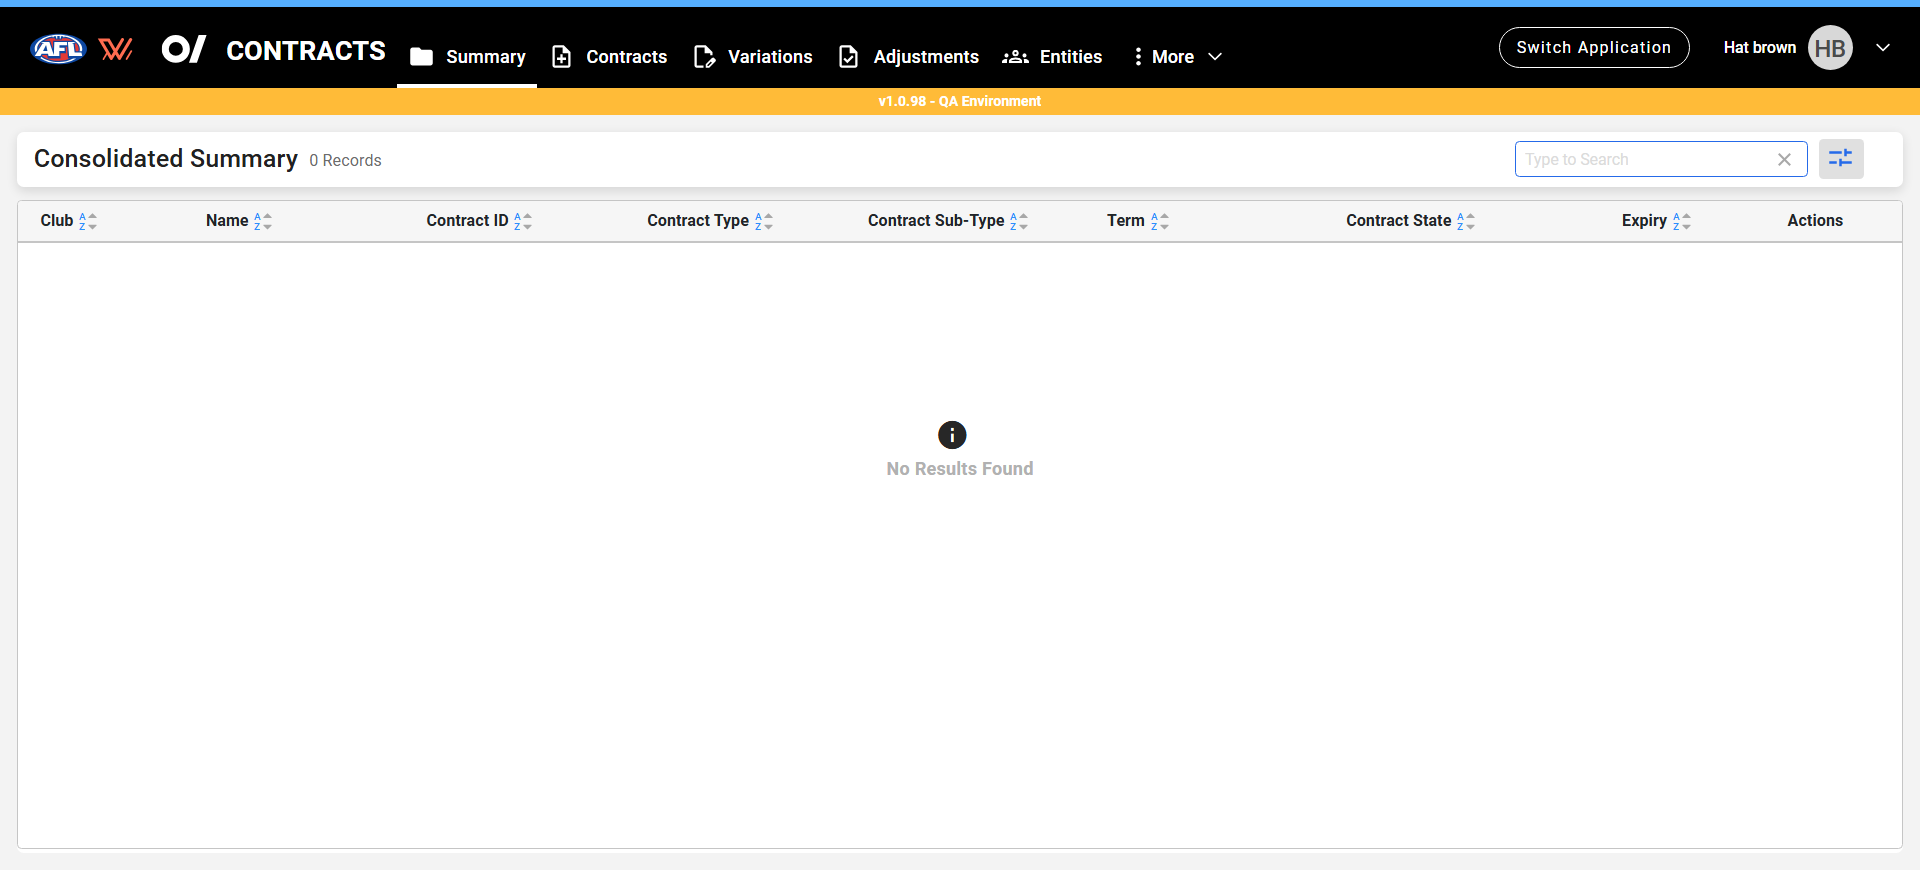 AFL W O/ CONTRACTS Summary Contracts Variations Adjustments Entities More Switch Application Hat brown HB
v1.0.98 - QA Environment
Consolidated Summary 0 Records Type to Search
Club Name Contract ID Contract Type Contract Sub-Type Term Contract State Expiry Actions
No Results Found